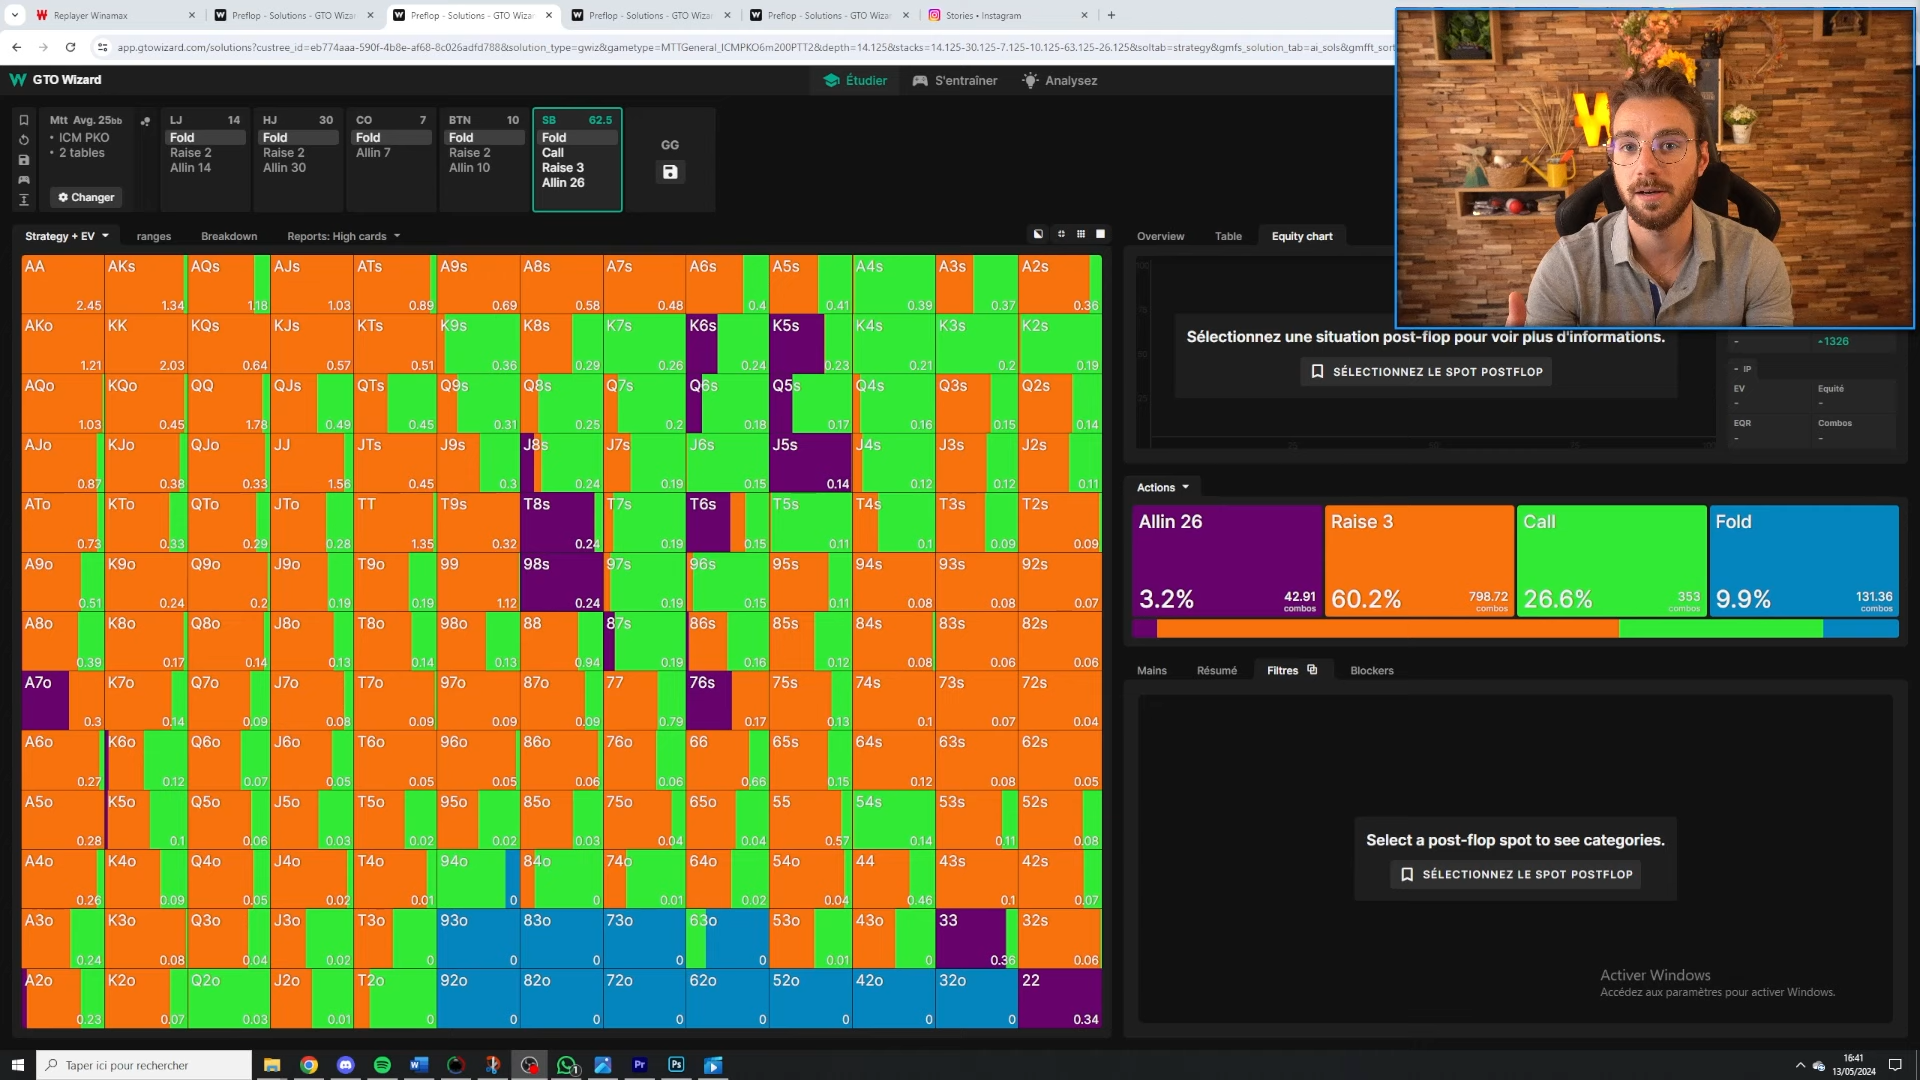 Replayer Winamax
Preflop - Solutions - GTO Wizar
Preflop - Solutions - GTO Wizar
Preflop - Solutions - GTO Wizar
Preflop - Solutions - GTO Wizar
Stories • Instagram
app.gtowizard.com/solutions?custree_id=eb774aaa-590f-4b8e-af68-8c026adfd788&solution_type=gwiz&gametype=MTTGeneral_ICMPKO6m200PTT2&depth=14.125&stacks=14.125-30.125-7.125-10.125-63.125-26.125&soltab=strategy&gmfs_solution_tab=ai_sols&gmfft_sort
GTO Wizard
Étudier
S'entraîner
Analysez
Mtt Avg. 25bb
• ICM PKO
• 2 tables
Changer
LJ 14
Fold
Raise 2
Allin 14
HJ 30
Fold
Raise 2
Allin 30
CO 7
Fold
Allin 7
BTN 10
Fold
Raise 2
Allin 10
SB 62.5
Fold
Call
Raise 3
Allin 26
GG
Strategy + EV
ranges
Breakdown
Reports: High cards
AA AKs AQs AJs ATs A9s A8s A7s A6s A5s A4s A3s A2s
2.45 1.34 1.18 1.03 0.89 0.69 0.58 0.48 0.4 0.41 0.39 0.37 0.36
AKo KK KQs KJs KTs K9s K8s K7s K6s K5s K4s K3s K2s
1.21 2.03 0.64 0.57 0.51 0.36 0.29 0.26 0.24 0.23 0.21 0.2 0.19
AQo KQo QQ QJs QTs Q9s Q8s Q7s Q6s Q5s Q4s Q3s Q2s
1.03 0.45 1.78 0.49 0.45 0.31 0.25 0.2 0.18 0.17 0.16 0.15 0.14
AJo KJo QJo JJ JTs J9s J8s J7s J6s J5s J4s J3s J2s
0.87 0.38 0.33 1.56 0.45 0.3 0.24 0.19 0.15 0.14 0.12 0.12 0.11
ATo KTo QTo JTo TT T9s T8s T7s T6s T5s T4s T3s T2s
0.73 0.33 0.29 0.28 1.35 0.32 0.24 0.19 0.15 0.11 0.1 0.09 0.09
A9o K9o Q9o J9o T9o 99 98s 97s 96s 95s 94s 93s 92s
0.51 0.24 0.2 0.19 0.19 1.12 0.24 0.19 0.15 0.11 0.08 0.08 0.07
A8o K8o Q8o J8o T8o 98o 88 87s 86s 85s 84s 83s 82s
0.39 0.17 0.14 0.13 0.14 0.13 0.94 0.19 0.16 0.12 0.08 0.06 0.06
A7o K7o Q7o J7o T7o 97o 87o 77 76s 75s 74s 73s 72s
0.3 0.14 0.09 0.08 0.09 0.09 0.09 0.79 0.17 0.13 0.1 0.07 0.04
A6o K6o Q6o J6o T6o 96o 86o 76o 66 65s 64s 63s 62s
0.27 0.12 0.07 0.05 0.05 0.05 0.06 0.06 0.66 0.15 0.12 0.08 0.05
A5o K5o Q5o J5o T5o 95o 85o 75o 65o 55 54s 53s 52s
0.28 0.1 0.06 0.03 0.02 0.02 0.03 0.04 0.04 0.57 0.14 0.11 0.08
A4o K4o Q4o J4o T4o 94o 84o 74o 64o 54o 44 43s 42s
0.26 0.09 0.05 0.02 0.01 0 0 0.01 0.02 0.04 0.46 0.1 0.07
A3o K3o Q3o J3o T3o 93o 83o 73o 63o 53o 43o 33 32s
0.24 0.08 0.04 0.02 0 0 0 0 0 0.01 0 0.36 0.06
A2o K2o Q2o J2o T2o 92o 82o 72o 62o 52o 42o 32o 22
0.23 0.07 0.03 0.01 0 0 0 0 0 0 0 0 0.34
Overview
Table
Equity chart
Sélectionnez une situation post-flop pour voir plus d'informations.
SÉLECTIONNEZ LE SPOT POSTFLOP
- 1326
- IP
EV Equité
- -
EQR Combos
- -
Actions
Allin 26
3.2% 42.91
combos
Raise 3
60.2% 798.72
combos
Call
26.6% 353
combos
Fold
9.9% 131.36
combos
Mains
Résumé
Filtres
Blockers
Select a post-flop spot to see categories.
SÉLECTIONNEZ LE SPOT POSTFLOP
Activer Windows
Accédez aux paramètres pour activer Windows.
Taper ici pour rechercher
16:41
13/05/2024